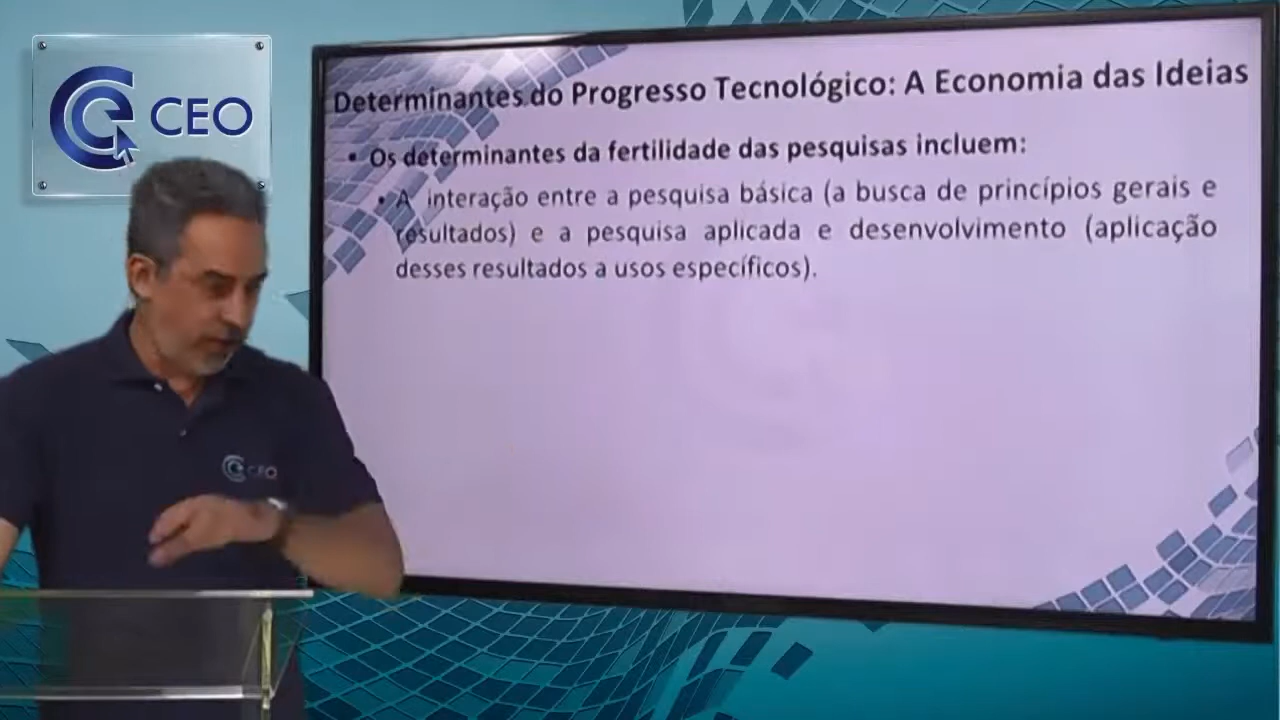 CEO
Determinantes do Progresso Tecnológico: A Economia das Ideias
• Os determinantes da fertilidade das pesquisas incluem:
• A interação entre a pesquisa básica (a busca de princípios gerais e
resultados) e a pesquisa aplicada e desenvolvimento (aplicação
desses resultados a usos específicos).
CEO